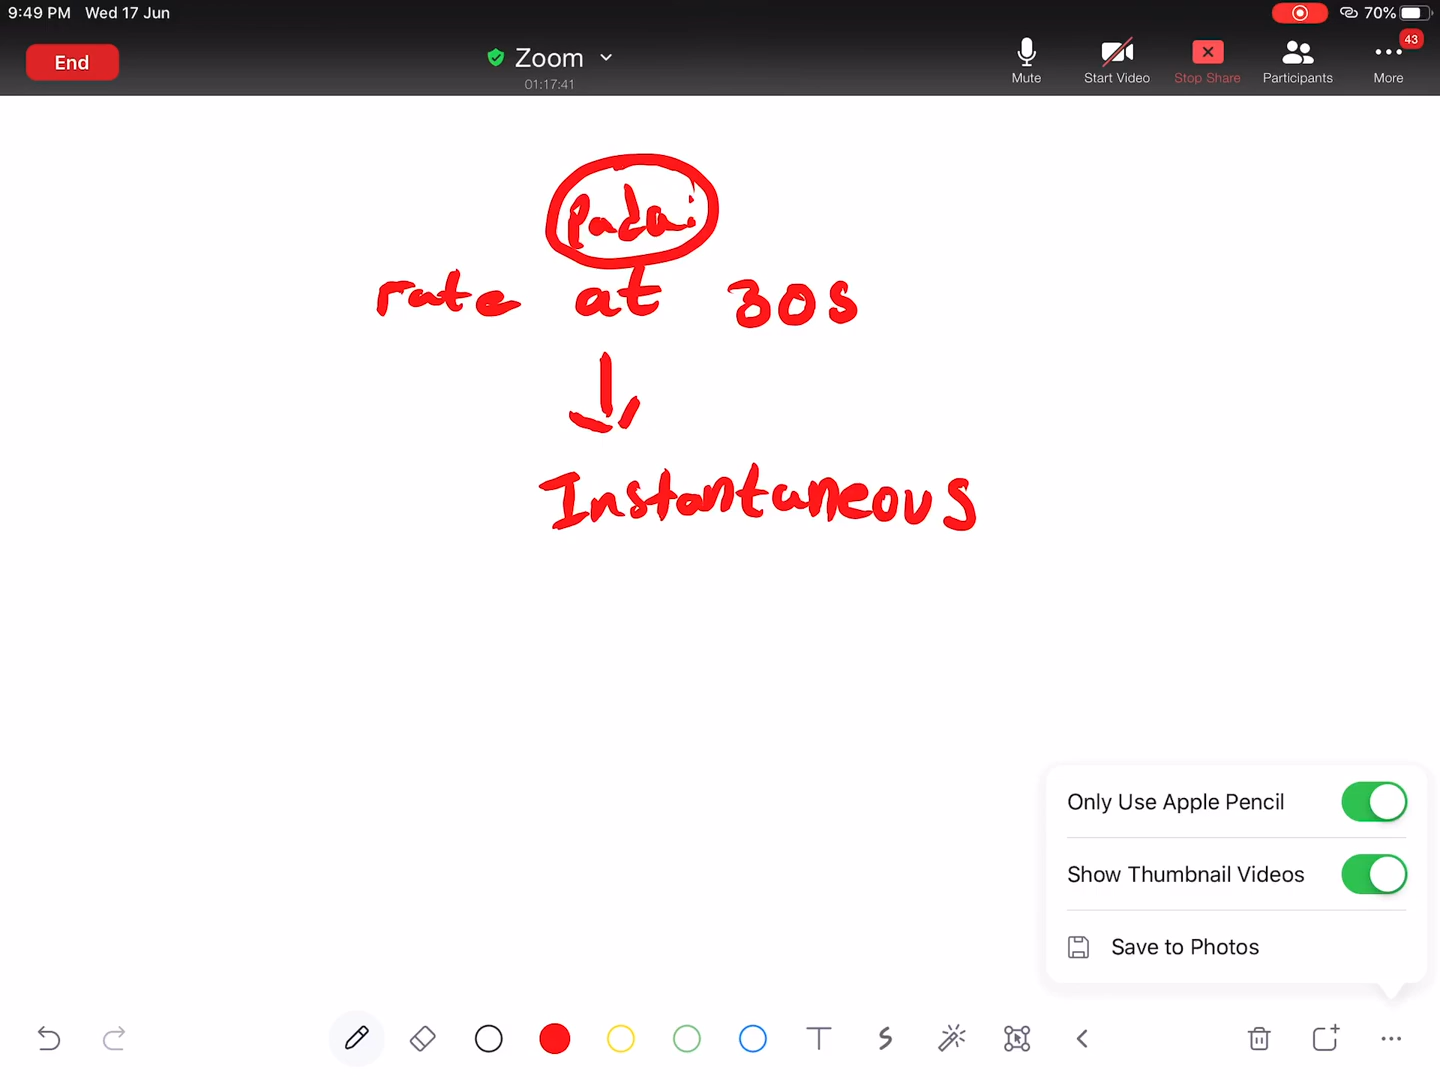 9:49 PM Wed 17 Jun
70%
End
Zoom
01:17:41
Mute
Start Video
Stop Share
Participants
More
43
Padai
rate at 30s
Instantaneous
Only Use Apple Pencil
Show Thumbnail Videos
Save to Photos
T